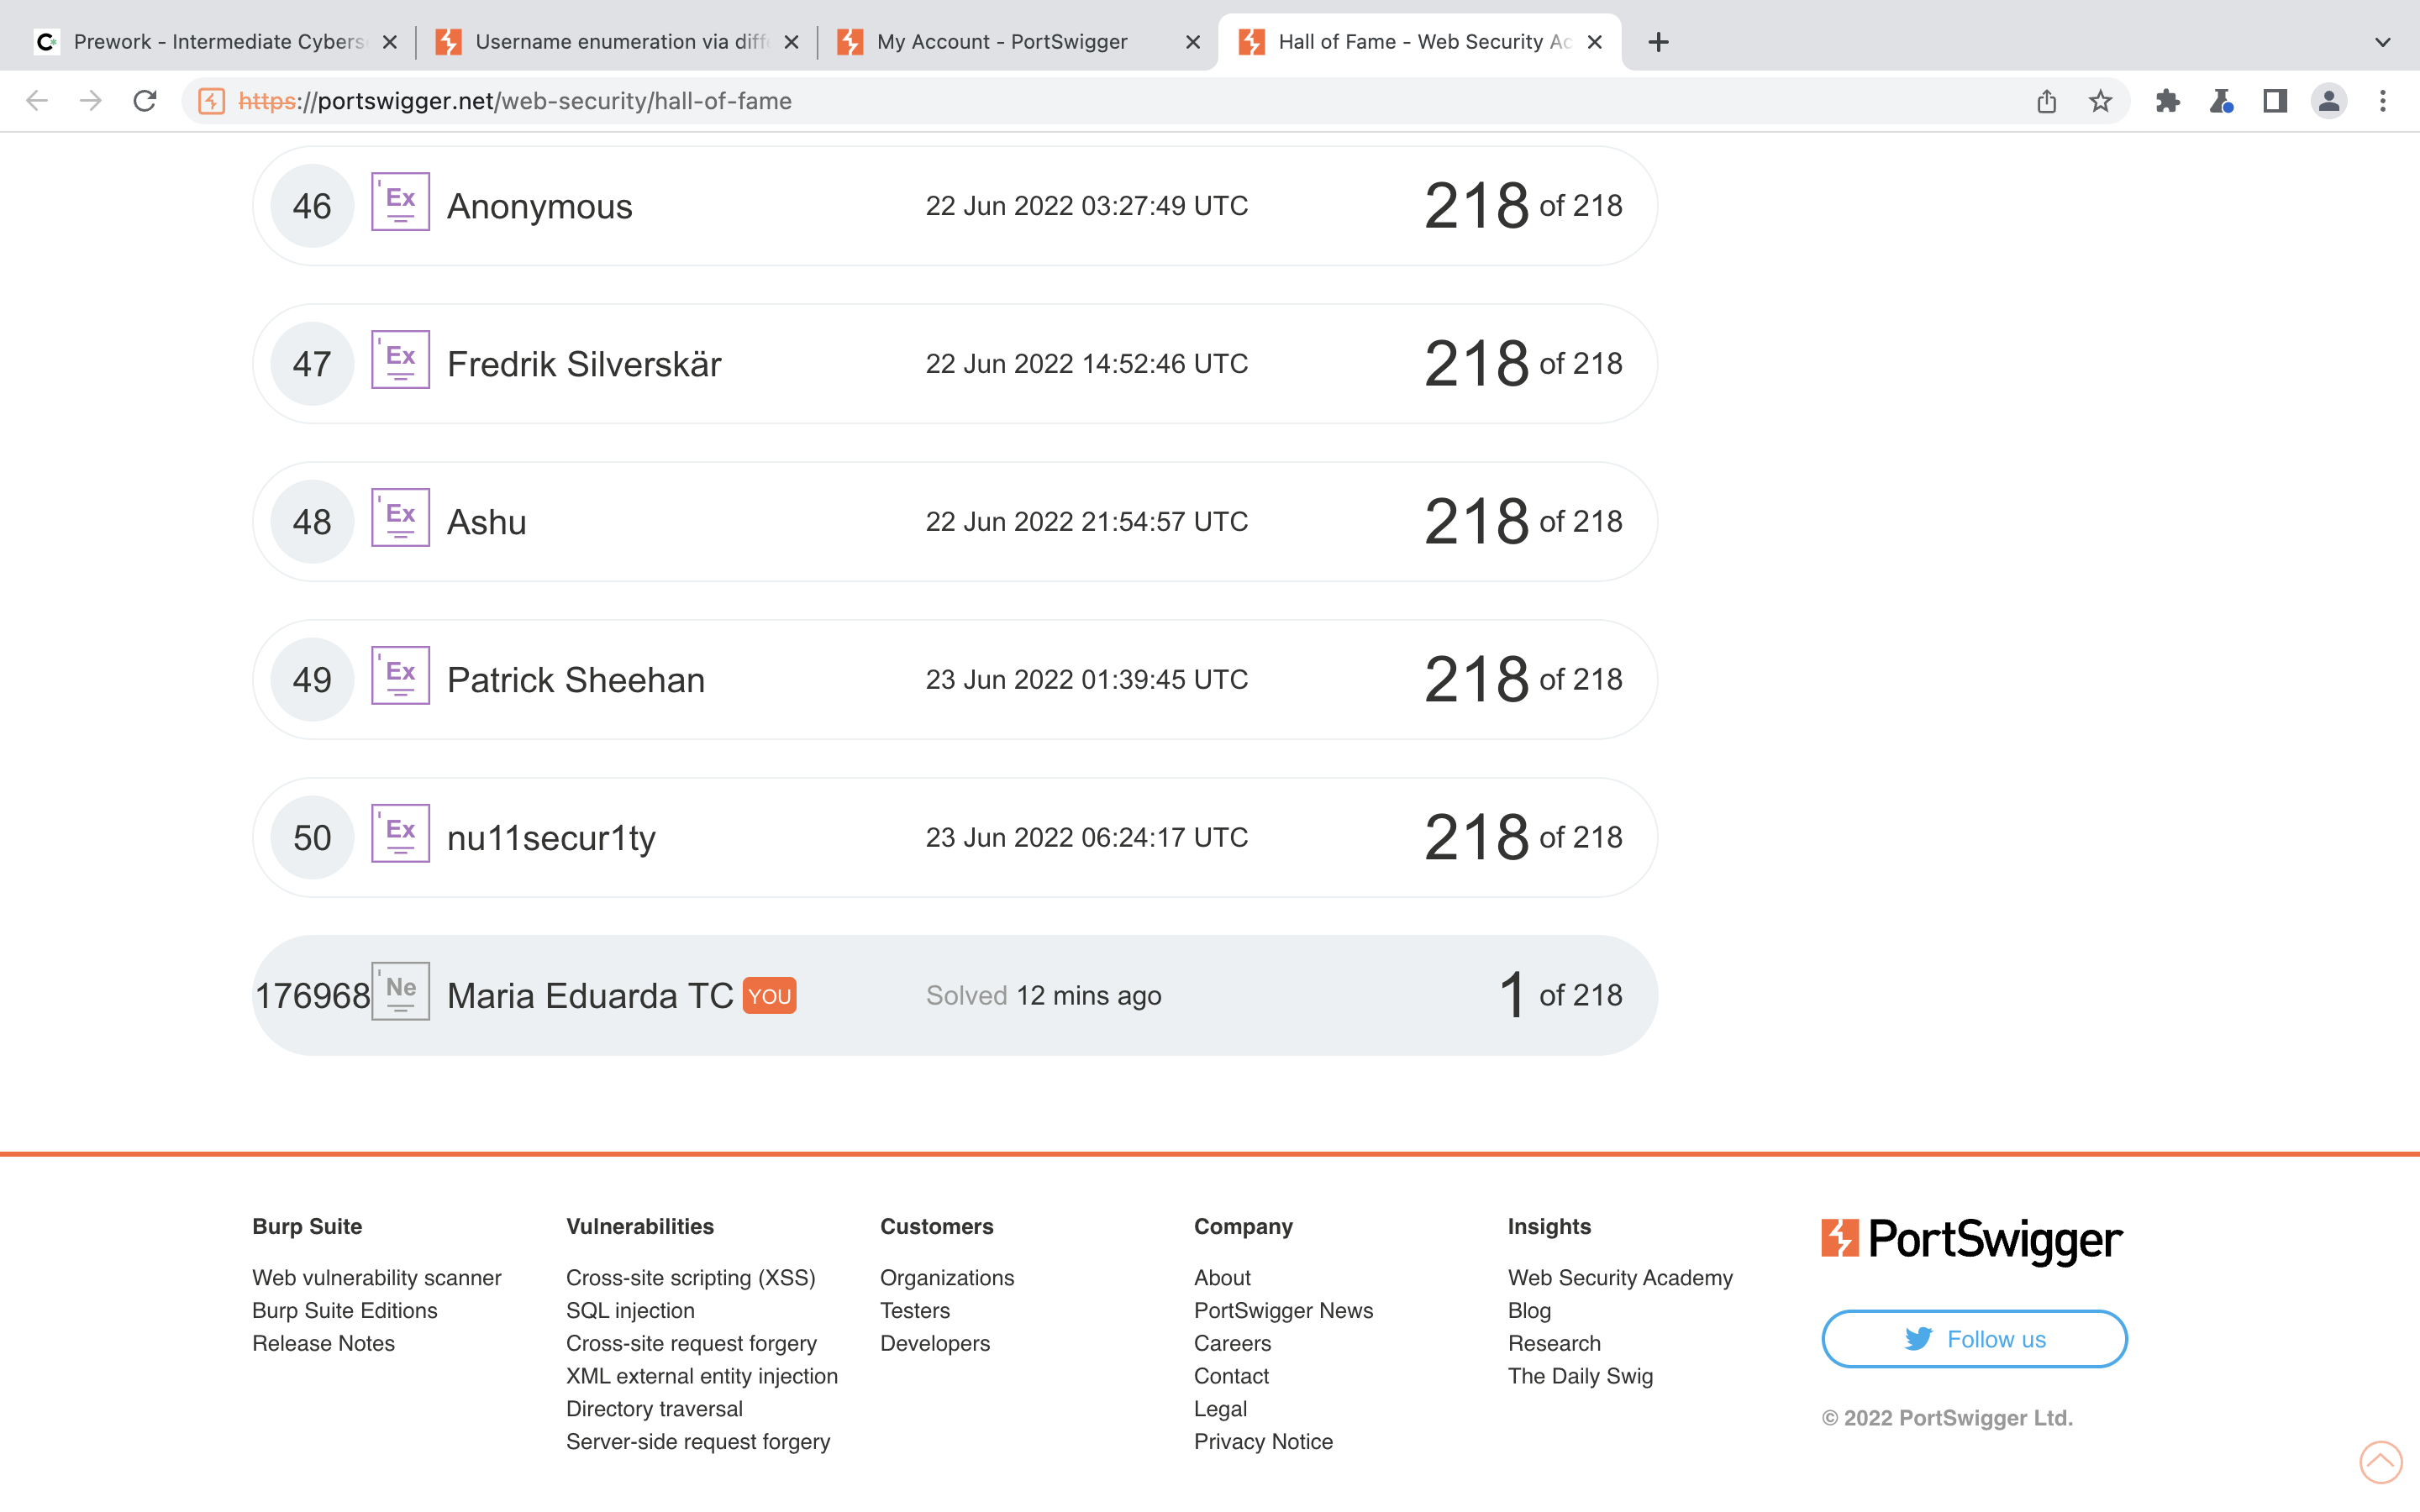 Prework - Intermediate Cybers
Username enumeration via diff
My Account - PortSwigger
Hall of Fame - Web Security Ac
https://portswigger.net/web-security/hall-of-fame
46 Ex Anonymous 22 Jun 2022 03:27:49 UTC 218 of 218
47 Ex Fredrik Silverskär 22 Jun 2022 14:52:46 UTC 218 of 218
48 Ex Ashu 22 Jun 2022 21:54:57 UTC 218 of 218
49 Ex Patrick Sheehan 23 Jun 2022 01:39:45 UTC 218 of 218
50 Ex nu11secur1ty 23 Jun 2022 06:24:17 UTC 218 of 218
176968 Ne Maria Eduarda TC YOU Solved 12 mins ago 1 of 218
Burp Suite
Web vulnerability scanner
Burp Suite Editions
Release Notes
Vulnerabilities
Cross-site scripting (XSS)
SQL injection
Cross-site request forgery
XML external entity injection
Directory traversal
Server-side request forgery
Customers
Organizations
Testers
Developers
Company
About
PortSwigger News
Careers
Contact
Legal
Privacy Notice
Insights
Web Security Academy
Blog
Research
The Daily Swig
PortSwigger
Follow us
© 2022 PortSwigger Ltd.